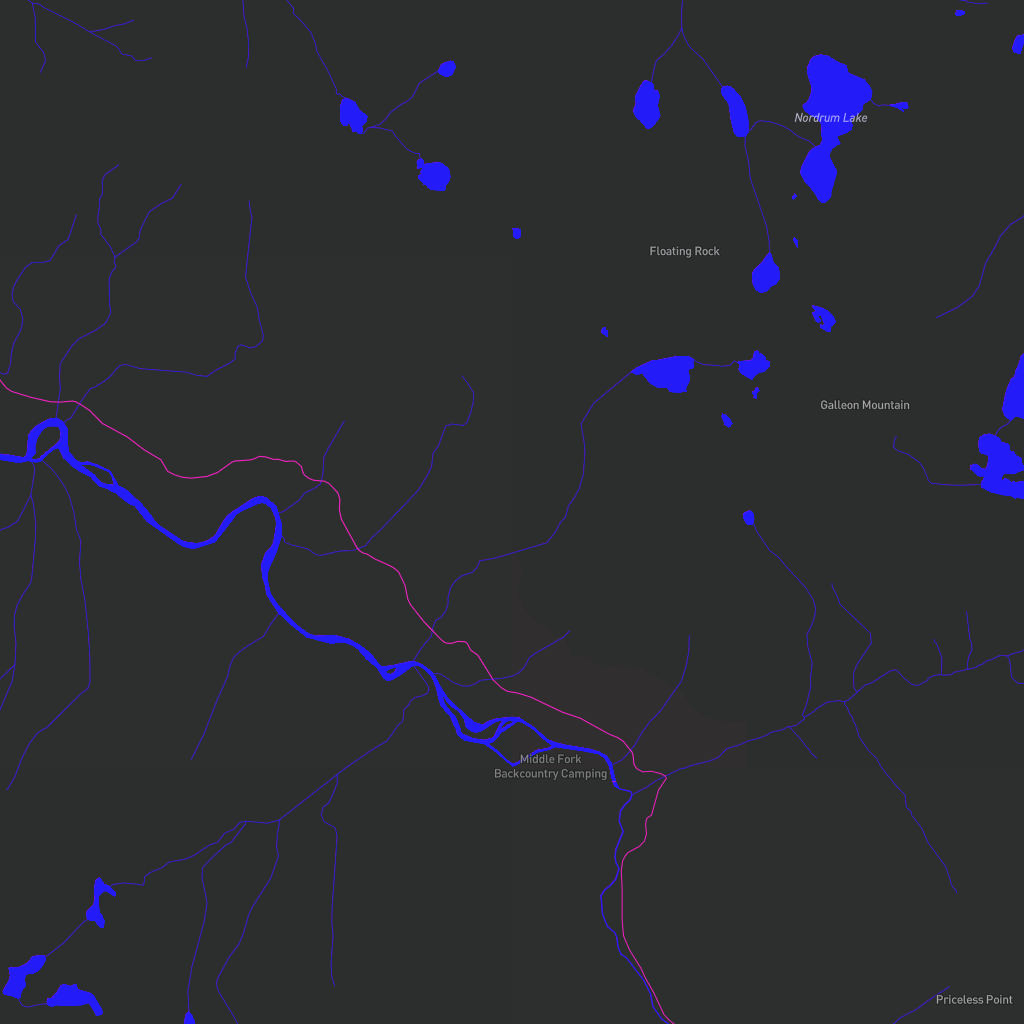 Nordrum Lake
Floating Rock
Galleon Mountain
Middle Fork
Backcountry Camping
Priceless Point